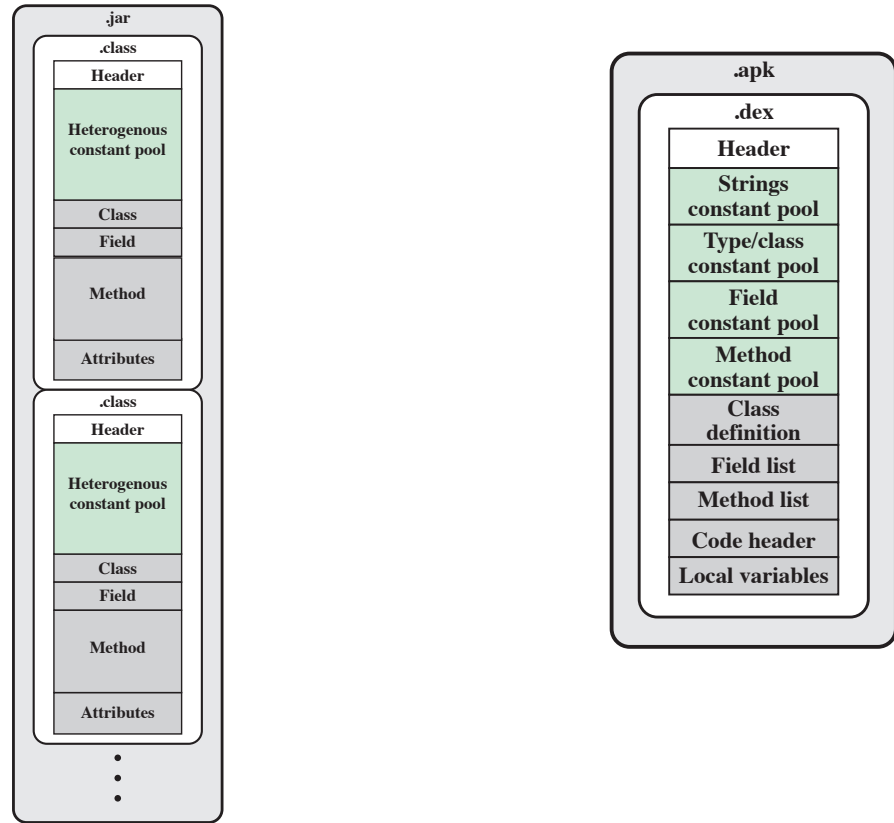 .jar
.class
Header
Heterogenous
constant pool
Class
Field
Method
Attributes
.class
Header
Heterogenous
constant pool
Class
Field
Method
Attributes
.apk
.dex
Header
Strings
constant pool
Type/class
constant pool
Field
constant pool
Method
constant pool
Class
definition
Field list
Method list
Code header
Local variables